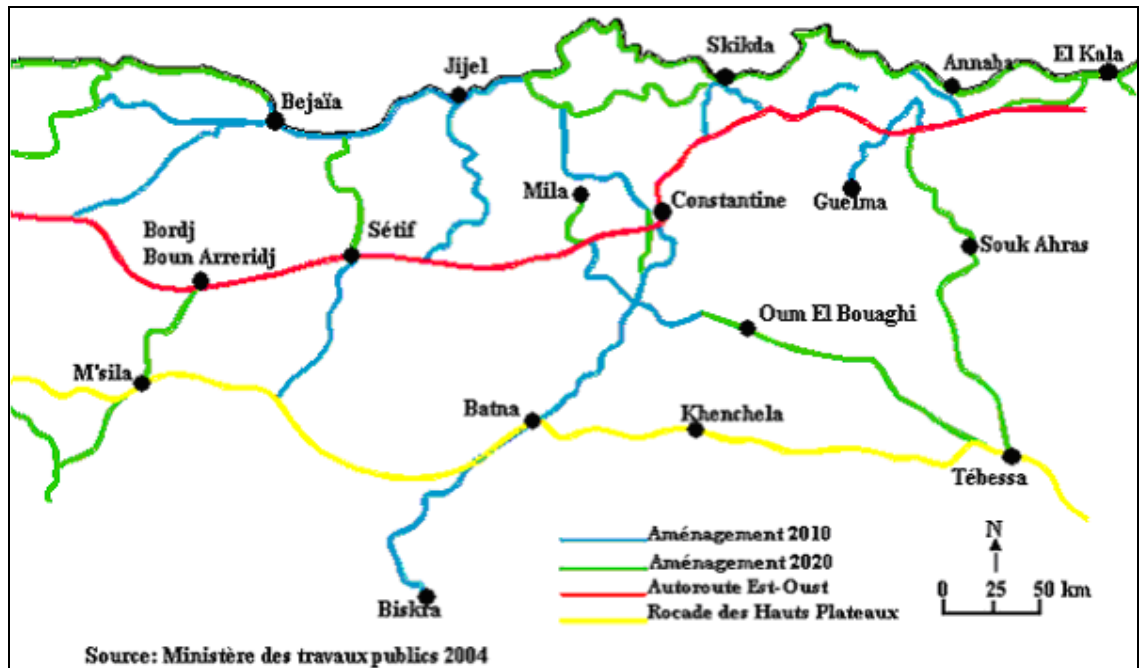 Skikda
El Kala
Annaba
Jijel
Bejaïa
Mila
Constantine
Guelma
Bordj
Boun Arreridj
Sétif
Souk Ahras
Oum El Bouaghi
M'sila
Batna
Khenchela
Tébessa
Biskra
Aménagement 2010
Aménagement 2020
Autoroute Est-Oust
Rocade des Hauts Plateaux
N
0 25 50 km
Source: Ministère des travaux publics 2004